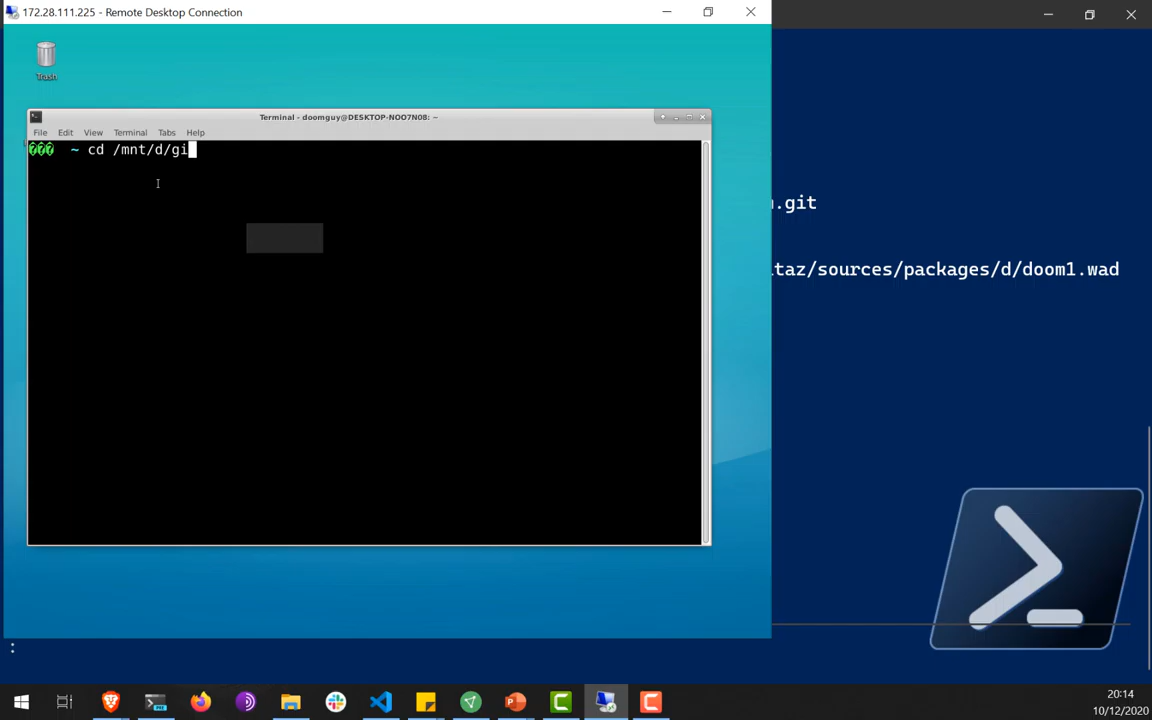 172.28.111.225 - Remote Desktop Connection
Trash
Terminal - doomguy@DESKTOP-NOO7N08: ~
File Edit View Terminal Tabs Help
~ cd /mnt/d/gi
.git
taz/sources/packages/d/doom1.wad
:
20:14
10/12/2020